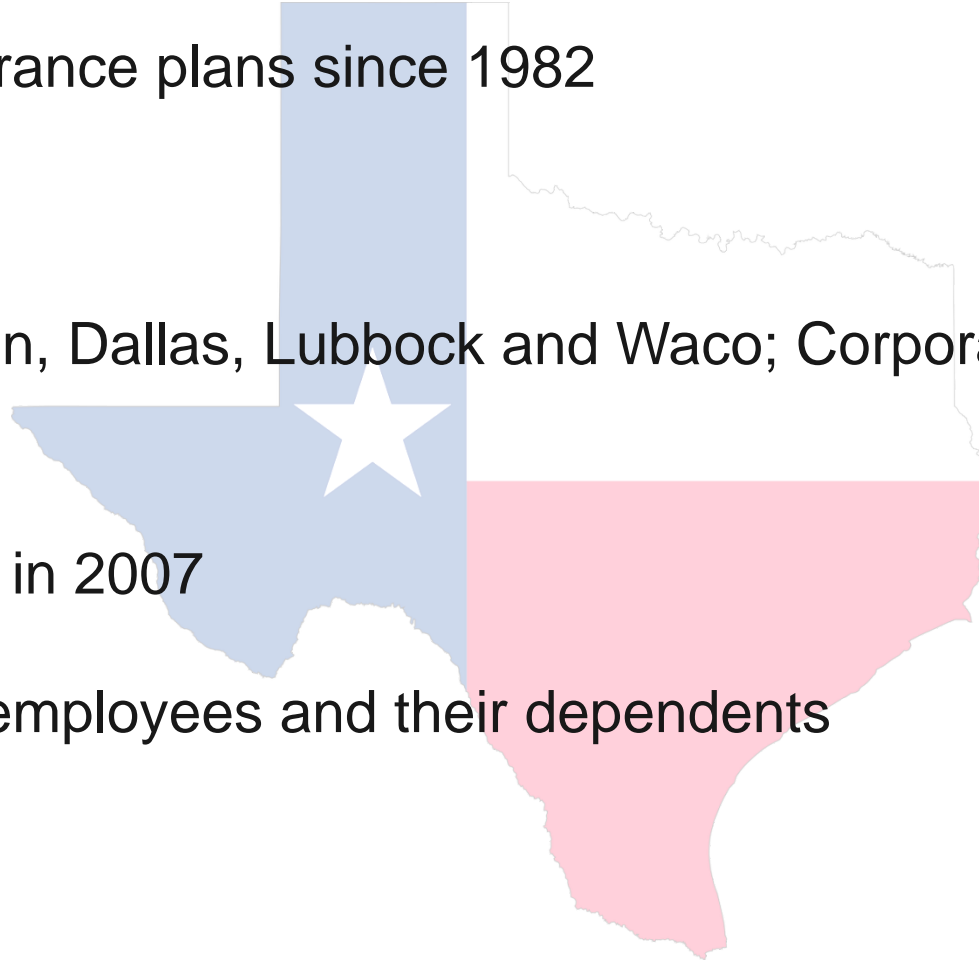 rance plans since 1982
n, Dallas, Lubbock and Waco; Corpora
in 2007
employees and their dependents